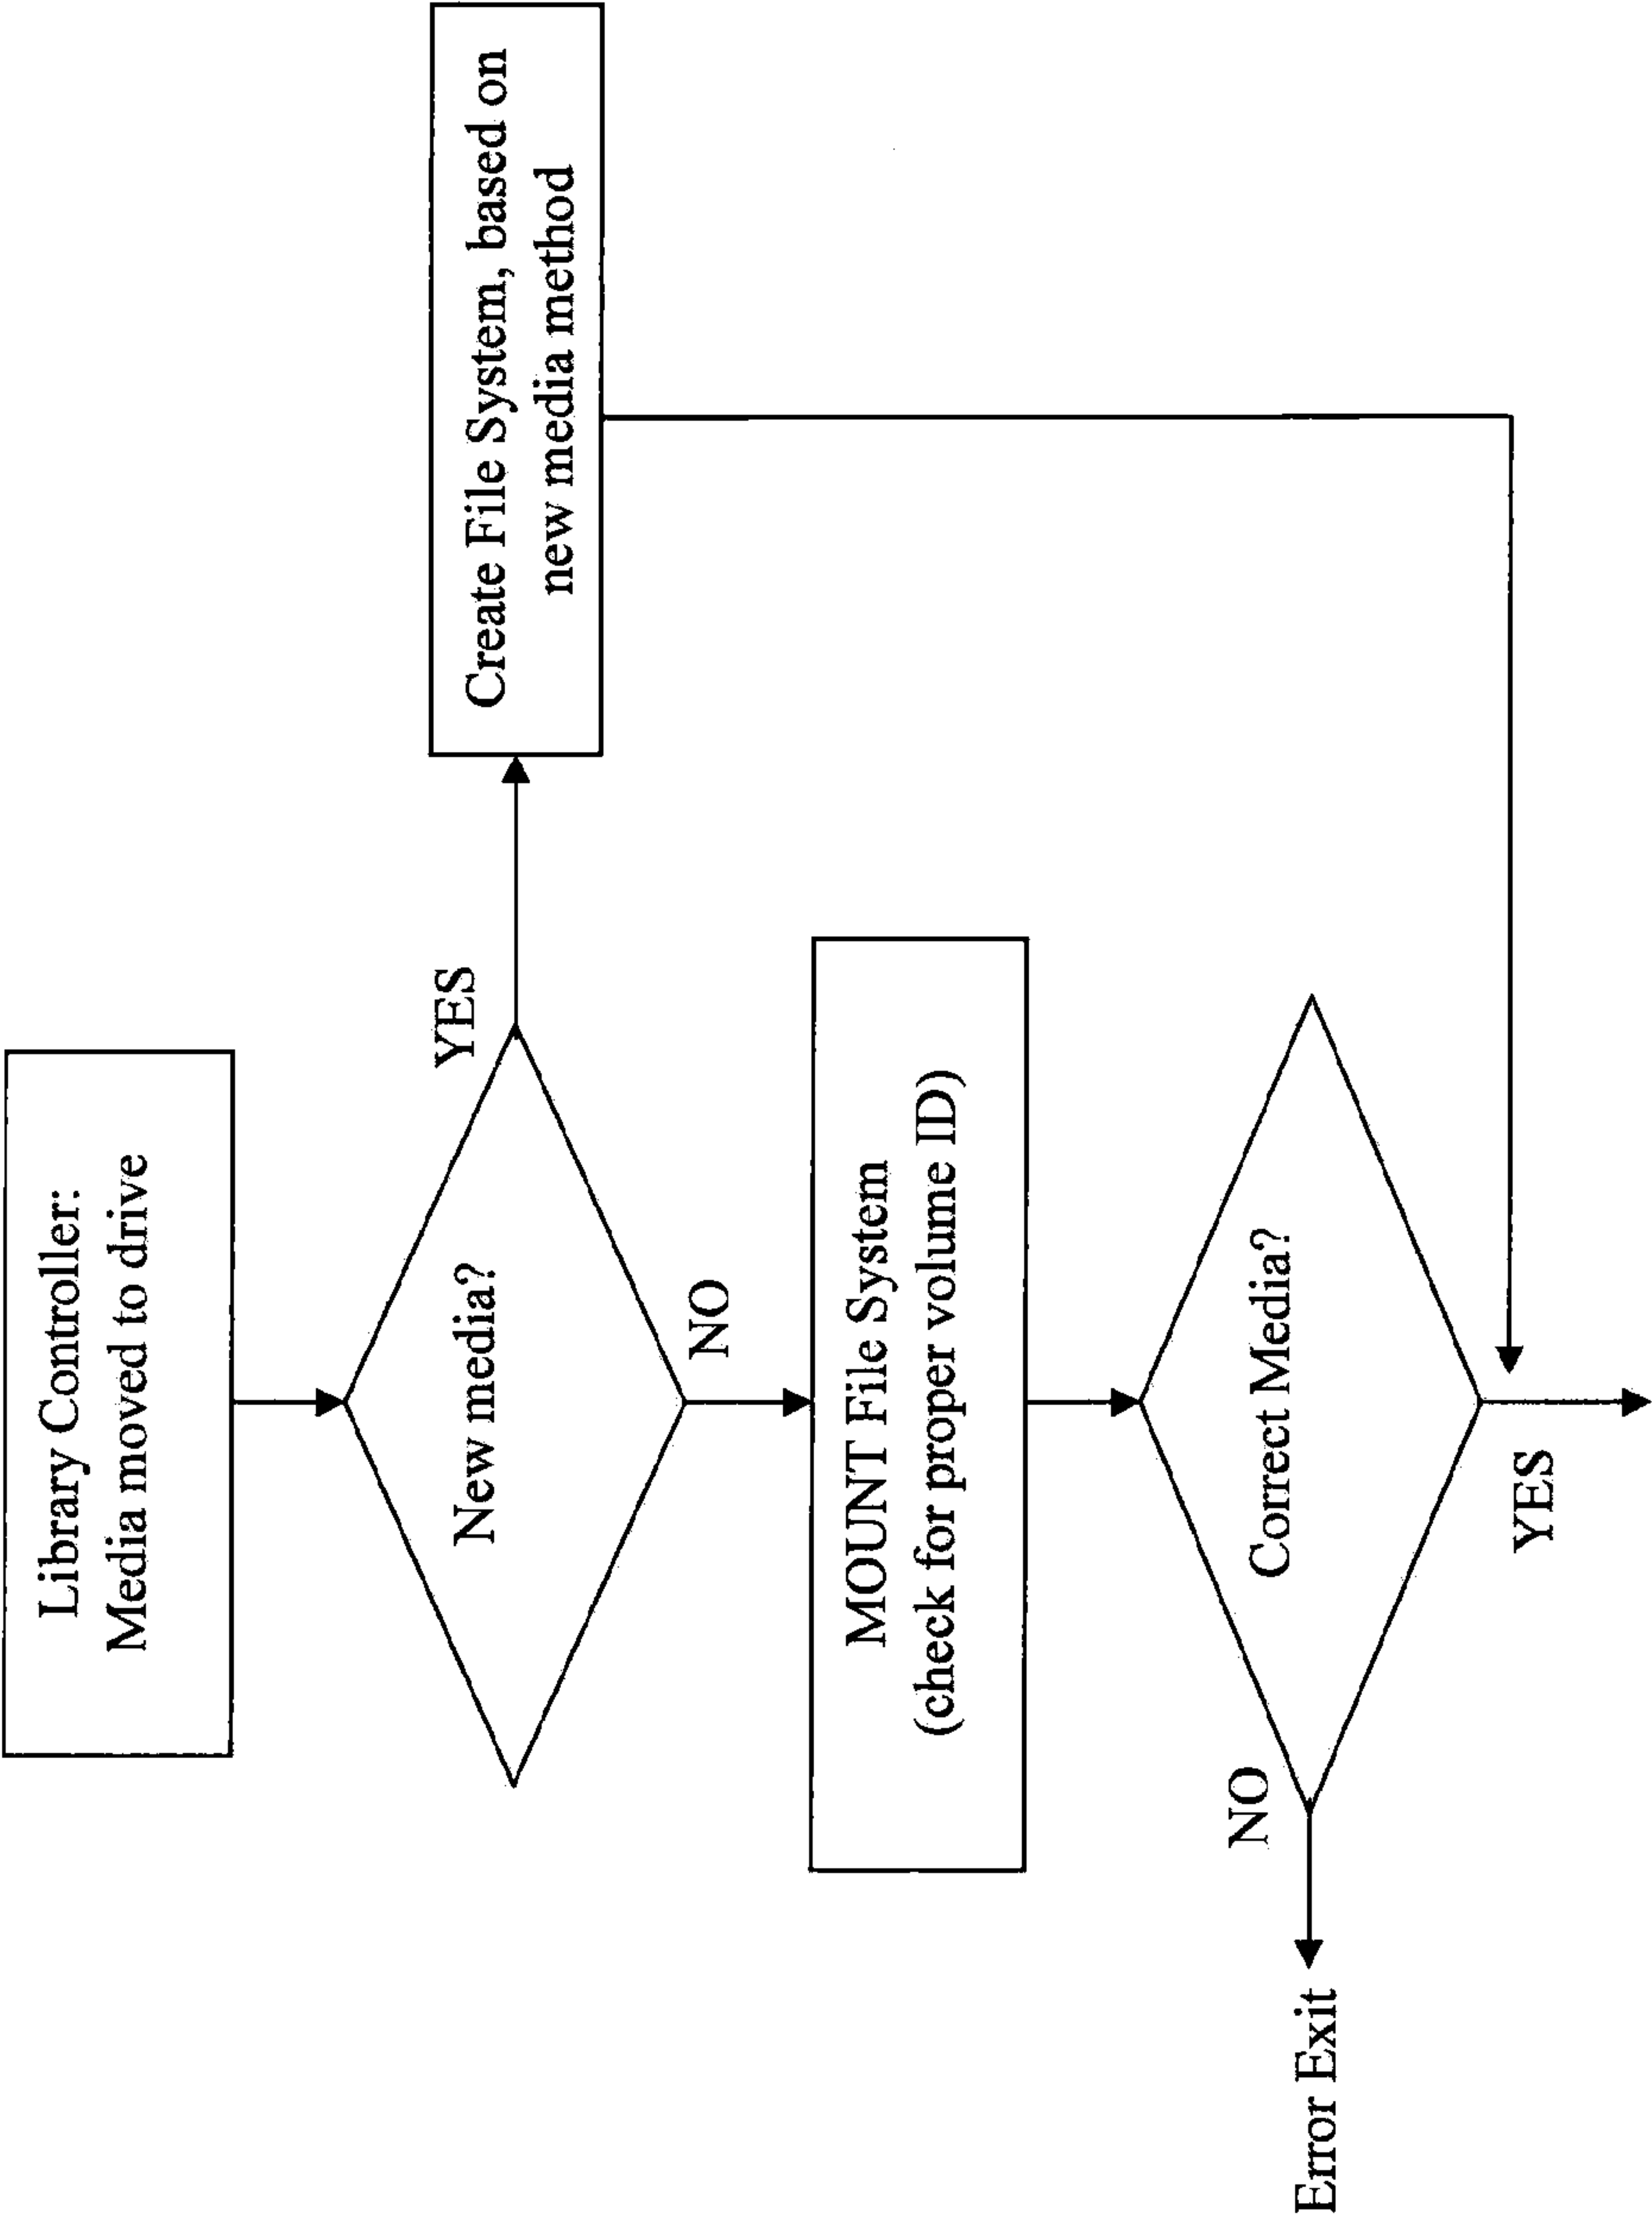 Library Controller:
Media moved to drive
New media?
YES
Create File System, based on
new media method
NO
MOUNT File System
(check for proper volume ID)
Correct Media?
NO
Error Exit
YES